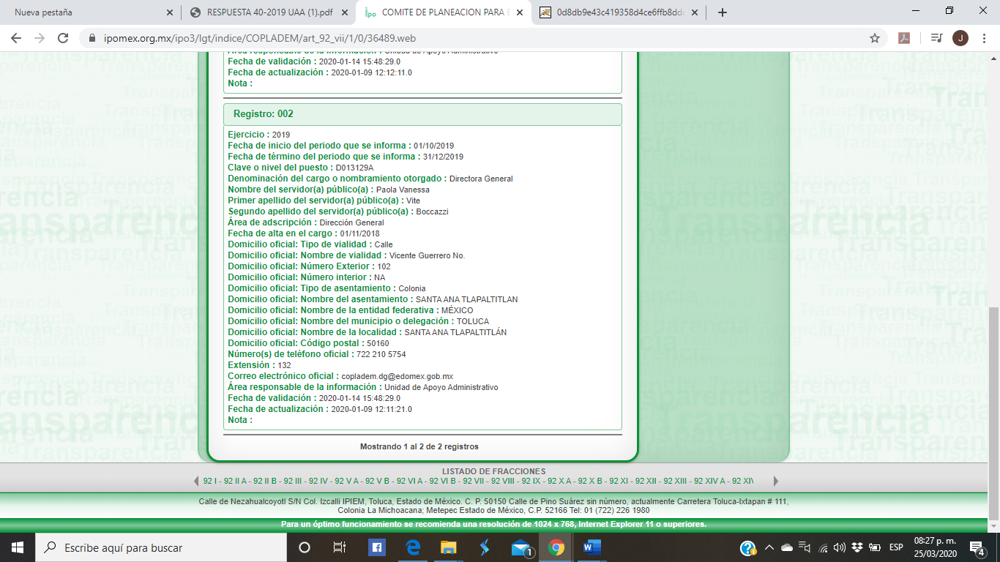 Nueva pestaña
RESPUESTA 40-2019 UAA (1).pdf
ipo COMITE DE PLANEACION PARA E
0d8db9e43c419358d4ce6ffb8ddc
ipomex.org.mx/ipo3/lgt/indice/COPLADEM/art_92_vii/1/0/36489.web
J
Área responsable de la información : Unidad de Apoyo Administrativo
Fecha de validación : 2020-01-14 15:48:29.0
Fecha de actualización : 2020-01-09 12:12:11.0
Nota :
Registro: 002
Ejercicio : 2019
Fecha de inicio del periodo que se informa : 01/10/2019
Fecha de término del periodo que se informa : 31/12/2019
Clave o nivel del puesto : D013129A
Denominación del cargo o nombramiento otorgado : Directora General
Nombre del servidor(a) público(a) : Paola Vanessa
Primer apellido del servidor(a) público(a) : Vite
Segundo apellido del servidor(a) público(a) : Boccazzi
Área de adscripción : Dirección General
Fecha de alta en el cargo : 01/11/2018
Domicilio oficial: Tipo de vialidad : Calle
Domicilio oficial: Nombre de vialidad : Vicente Guerrero No.
Domicilio oficial: Número Exterior : 102
Domicilio oficial: Número interior : NA
Domicilio oficial: Tipo de asentamiento : Colonia
Domicilio oficial: Nombre del asentamiento : SANTA ANA TLAPALTITLAN
Domicilio oficial: Nombre de la entidad federativa : MÉXICO
Domicilio oficial: Nombre del municipio o delegación : TOLUCA
Domicilio oficial: Nombre de la localidad : SANTA ANA TLAPALTITLÁN
Domicilio oficial: Código postal : 50160
Número(s) de teléfono oficial : 722 210 5754
Extensión : 132
Correo electrónico oficial : copladem.dg@edomex.gob.mx
Área responsable de la información : Unidad de Apoyo Administrativo
Fecha de validación : 2020-01-14 15:48:29.0
Fecha de actualización : 2020-01-09 12:11:21.0
Nota :
Mostrando 1 al 2 de 2 registros
LISTADO DE FRACCIONES
92 I - 92 II A - 92 II B - 92 III - 92 IV - 92 V A - 92 V B - 92 VI A - 92 VI B - 92 VII - 92 VIII - 92 IX - 92 X A - 92 X B - 92 XI - 92 XII - 92 XIII - 92 XIV A - 92 XIV
Calle de Nezahualcoyotl S/N Col. Izcalli IPIEM, Toluca, Estado de México. C. P. 50150 Calle de Pino Suárez sin número, actualmente Carretera Toluca-Ixtapan # 111,
Colonia La Michoacana; Metepec Estado de México, C.P. 52166 Tel: 01 (722) 226 1980
Para un óptimo funcionamiento se recomienda una resolución de 1024 x 768, Internet Explorer 11 o superiores.
Escribe aquí para buscar
1
ESP
08:27 p. m.
25/03/2020
4